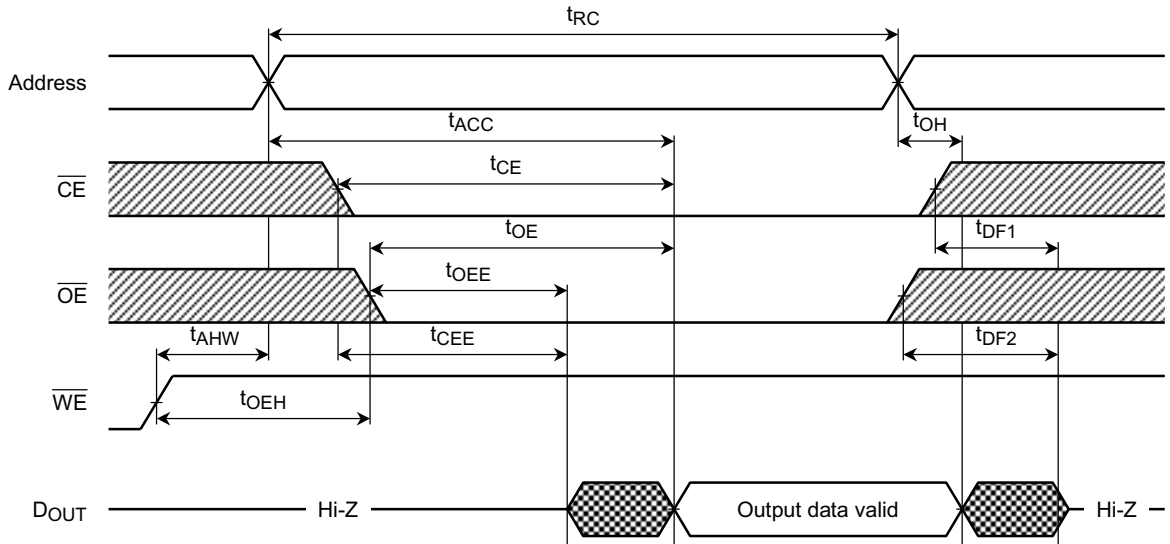 tRC
Address
tACC
tOH
CE
tCE
tOE
tDF1
OE
tOEE
tAHW
tCEE
tDF2
WE
tOEH
DOUT
Hi-Z
Output data valid
Hi-Z